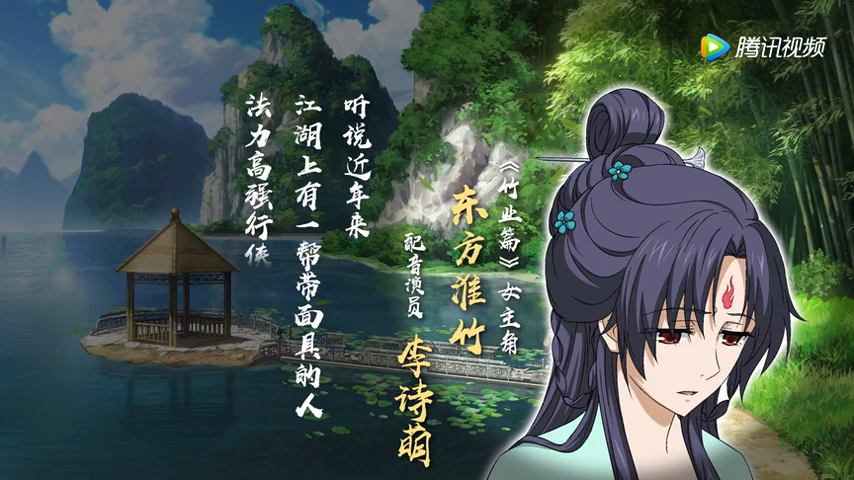 腾讯视频
《竹业篇》女主角
东方淮竹
配音演员
李诗萌
听说近年来
江湖上有一帮带面具的人
法力高强行侠